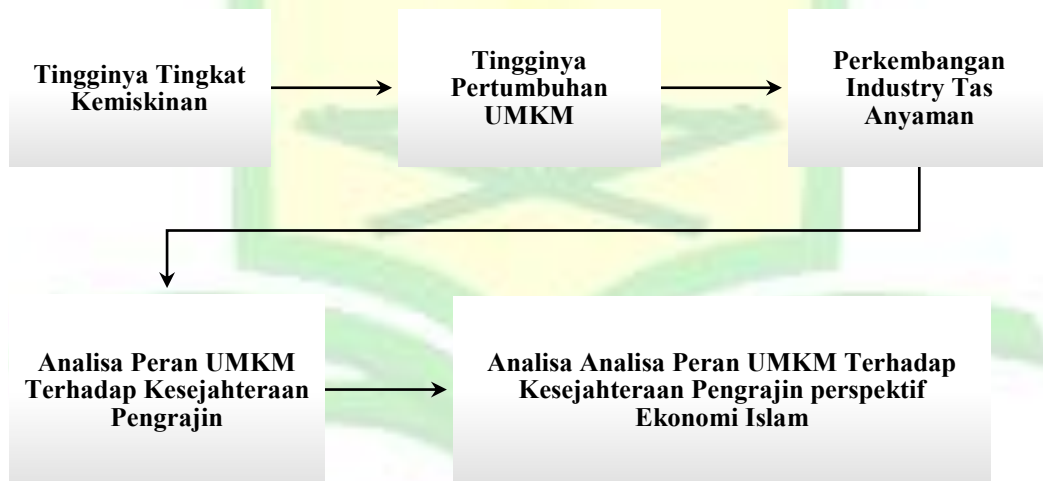 Tingginya Tingkat
Kemiskinan
Tingginya
Pertumbuhan
UMKM
Perkembangan
Industry Tas
Anyaman
Analisa Peran UMKM
Terhadap Kesejahteraan
Pengrajin
Analisa Analisa Peran UMKM Terhadap
Kesejahteraan Pengrajin perspektif
Ekonomi Islam